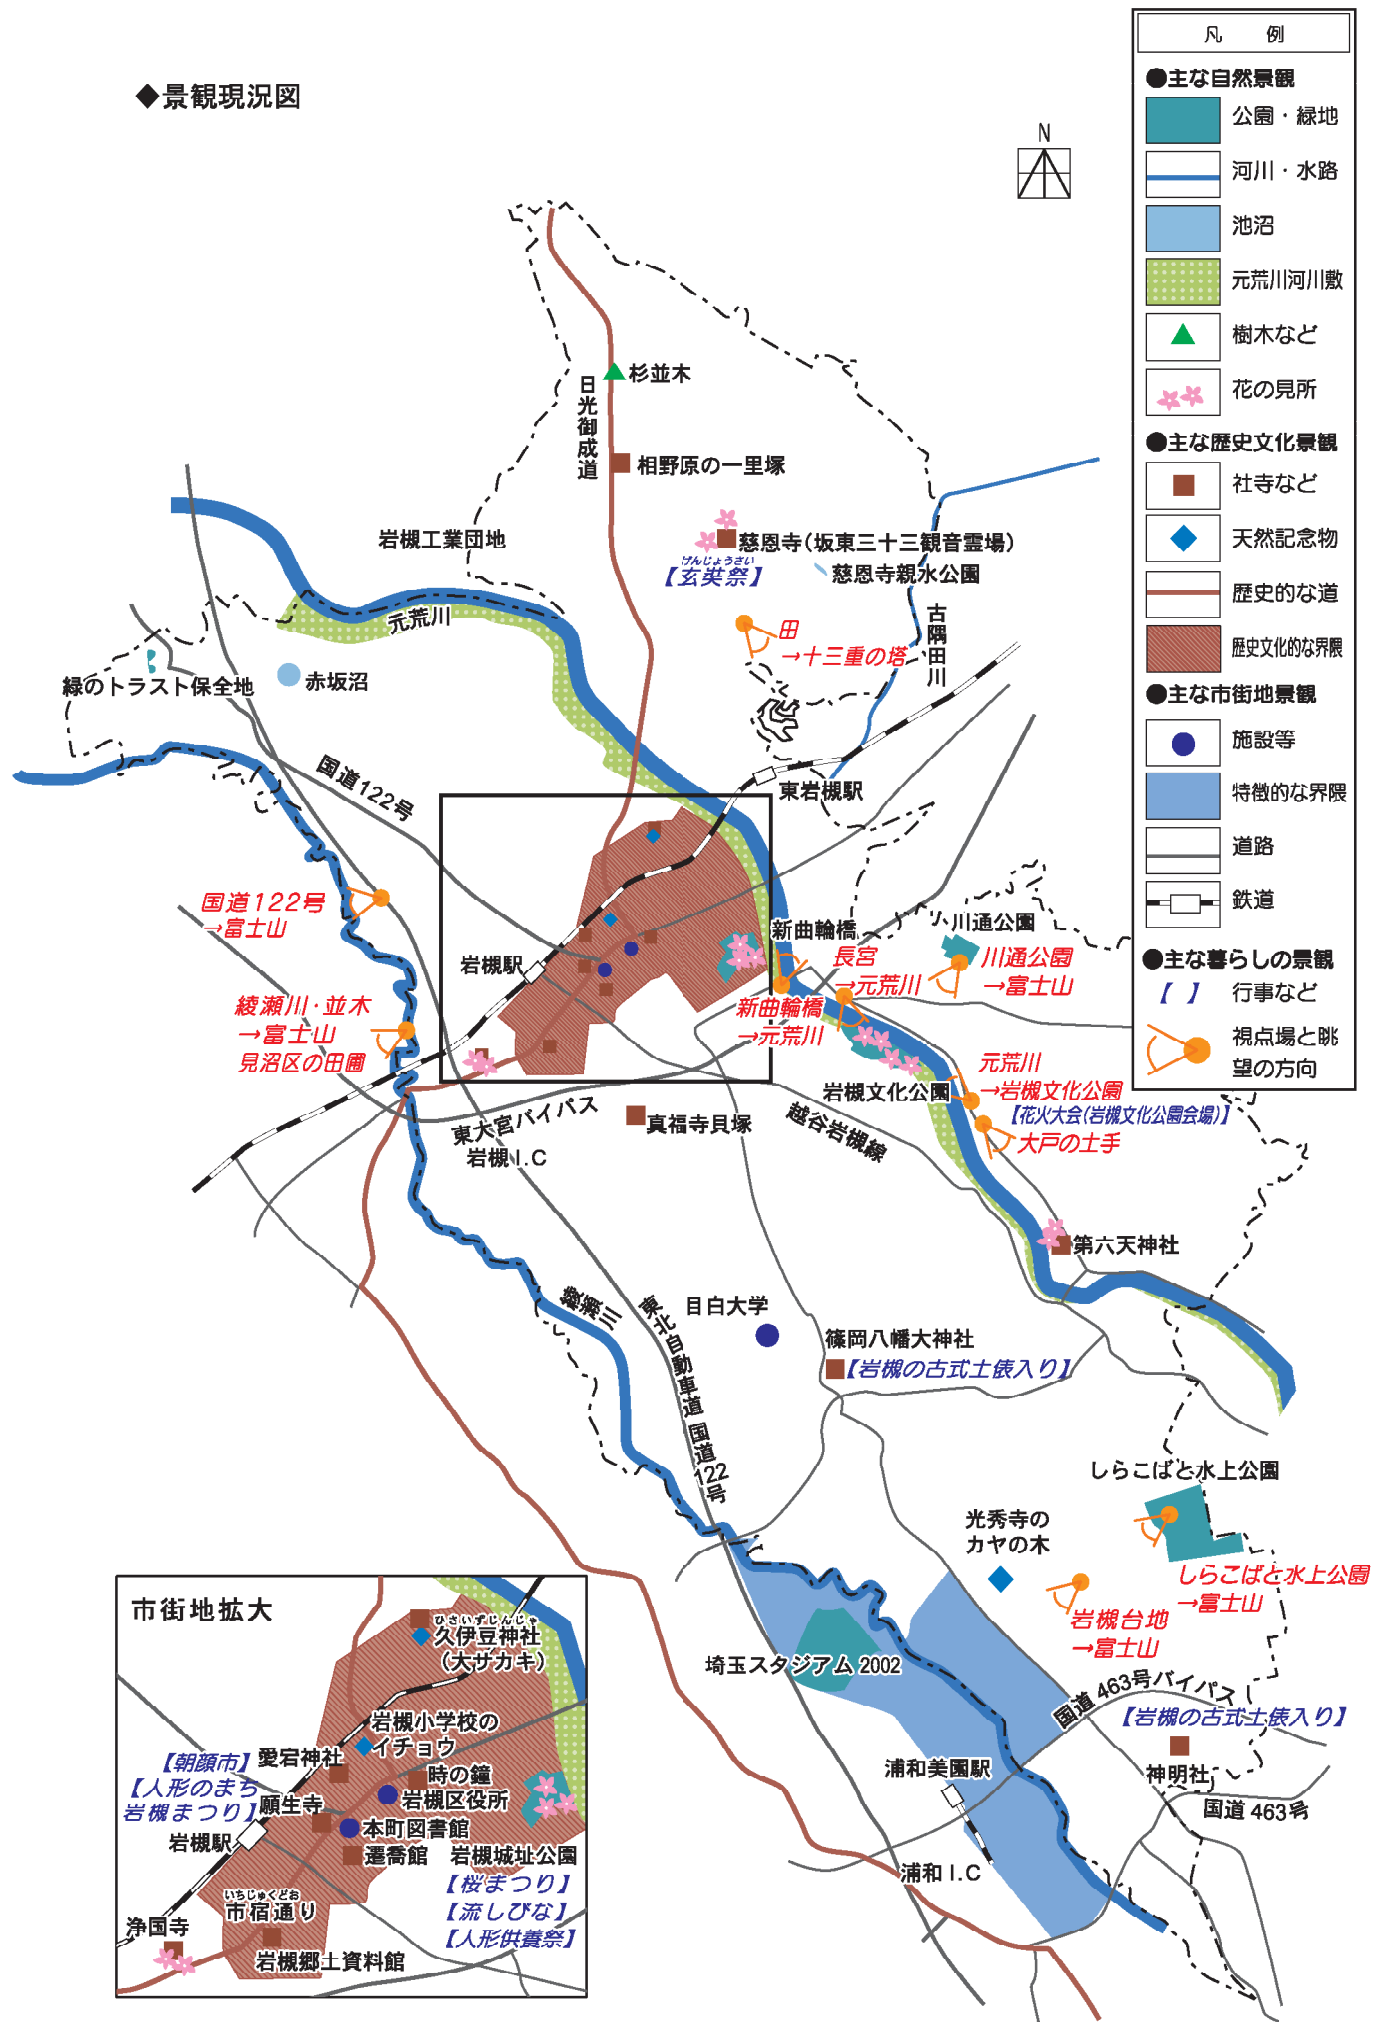 ◆景観現況図
N
凡 例
●主な自然景観
公園・緑地
河川・水路
池沼
元荒川河川敷
樹木など
花の見所
●主な歴史文化景観
社寺など
天然記念物
歴史的な道
歴史文化的な界隈
●主な市街地景観
施設等
特徴的な界隈
道路
鉄道
●主な暮らしの景観
【 】
行事など
視点場と眺
望の方向
杉並木
日光御成道
相野原の一里塚
岩槻工業団地
慈恩寺(坂東三十三観音霊場)
げんじょうさい
【玄奘祭】
慈恩寺親水公園
元荒川
古隅田川
田
→十三重の塔
緑のトラスト保全地
赤坂沼
国道122号
東岩槻駅
国道122号
→富士山
新曲輪橋
川通公園
長宮
→元荒川
川通公園
→富士山
岩槻駅
綾瀬川・並木
→富士山
見沼区の田圃
新曲輪橋
→元荒川
元荒川
→岩槻文化公園
【花火大会(岩槻文化公園会場)】
岩槻文化公園
大戸の土手
東大宮バイパス
岩槻I.C
真福寺貝塚
越谷岩槻線
第六天神社
綾瀬川
東北自動車道
国道122号
目白大学
篠岡八幡大神社
【岩槻の古式土俵入り】
しらこばと水上公園
光秀寺の
カヤの木
しらこばと水上公園
→富士山
岩槻台地
→富士山
埼玉スタジアム2002
国道463号バイパス
【岩槻の古式土俵入り】
神明社
浦和美園駅
国道463号
浦和I.C
市街地拡大
ひさいずじんじゃ
久伊豆神社
(大サカキ)
岩槻小学校の
イチョウ
【朝顔市】
愛宕神社
時の鐘
【人形のまち
岩槻まつり】
願生寺
岩槻区役所
岩槻駅
本町図書館
遷喬館
岩槻城址公園
【桜まつり】
【流しびな】
【人形供養祭】
いちじゅくどお
市宿通り
浄国寺
岩槻郷土資料館